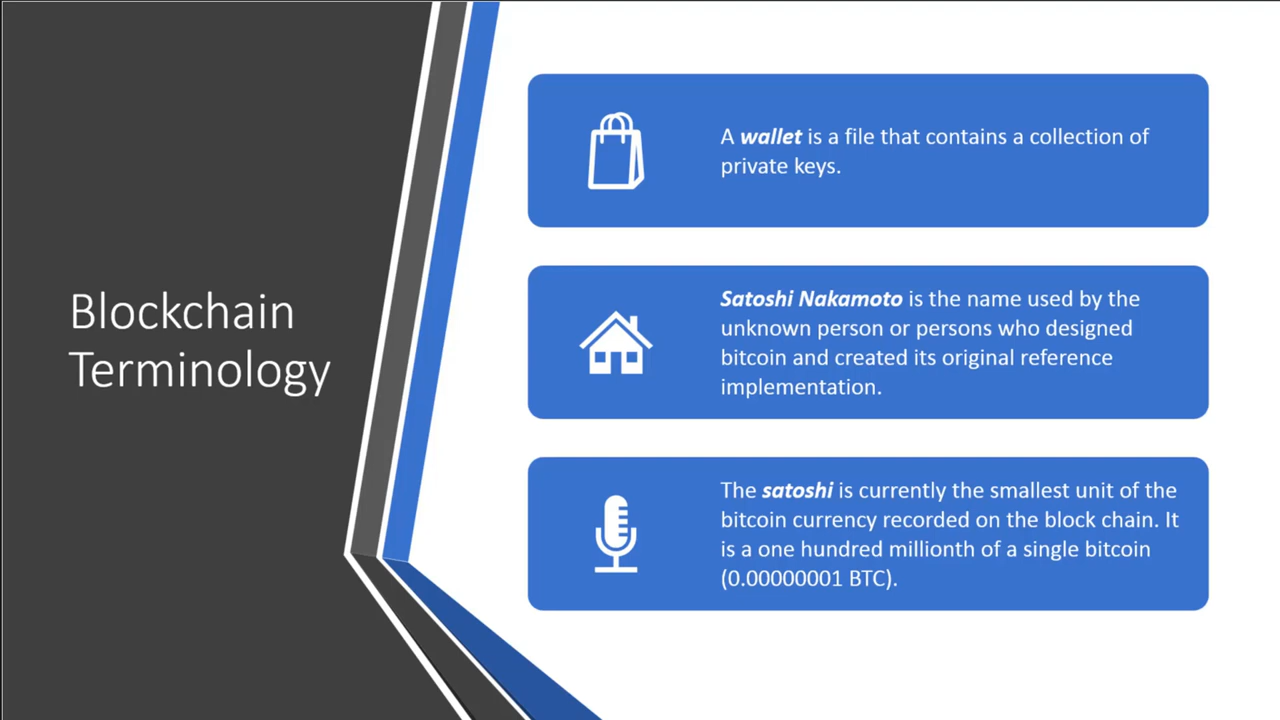 Blockchain
Terminology
A wallet is a file that contains a collection of
private keys.
Satoshi Nakamoto is the name used by the
unknown person or persons who designed
bitcoin and created its original reference
implementation.
The satoshi is currently the smallest unit of the
bitcoin currency recorded on the block chain. It
is a one hundred millionth of a single bitcoin
(0.00000001 BTC).